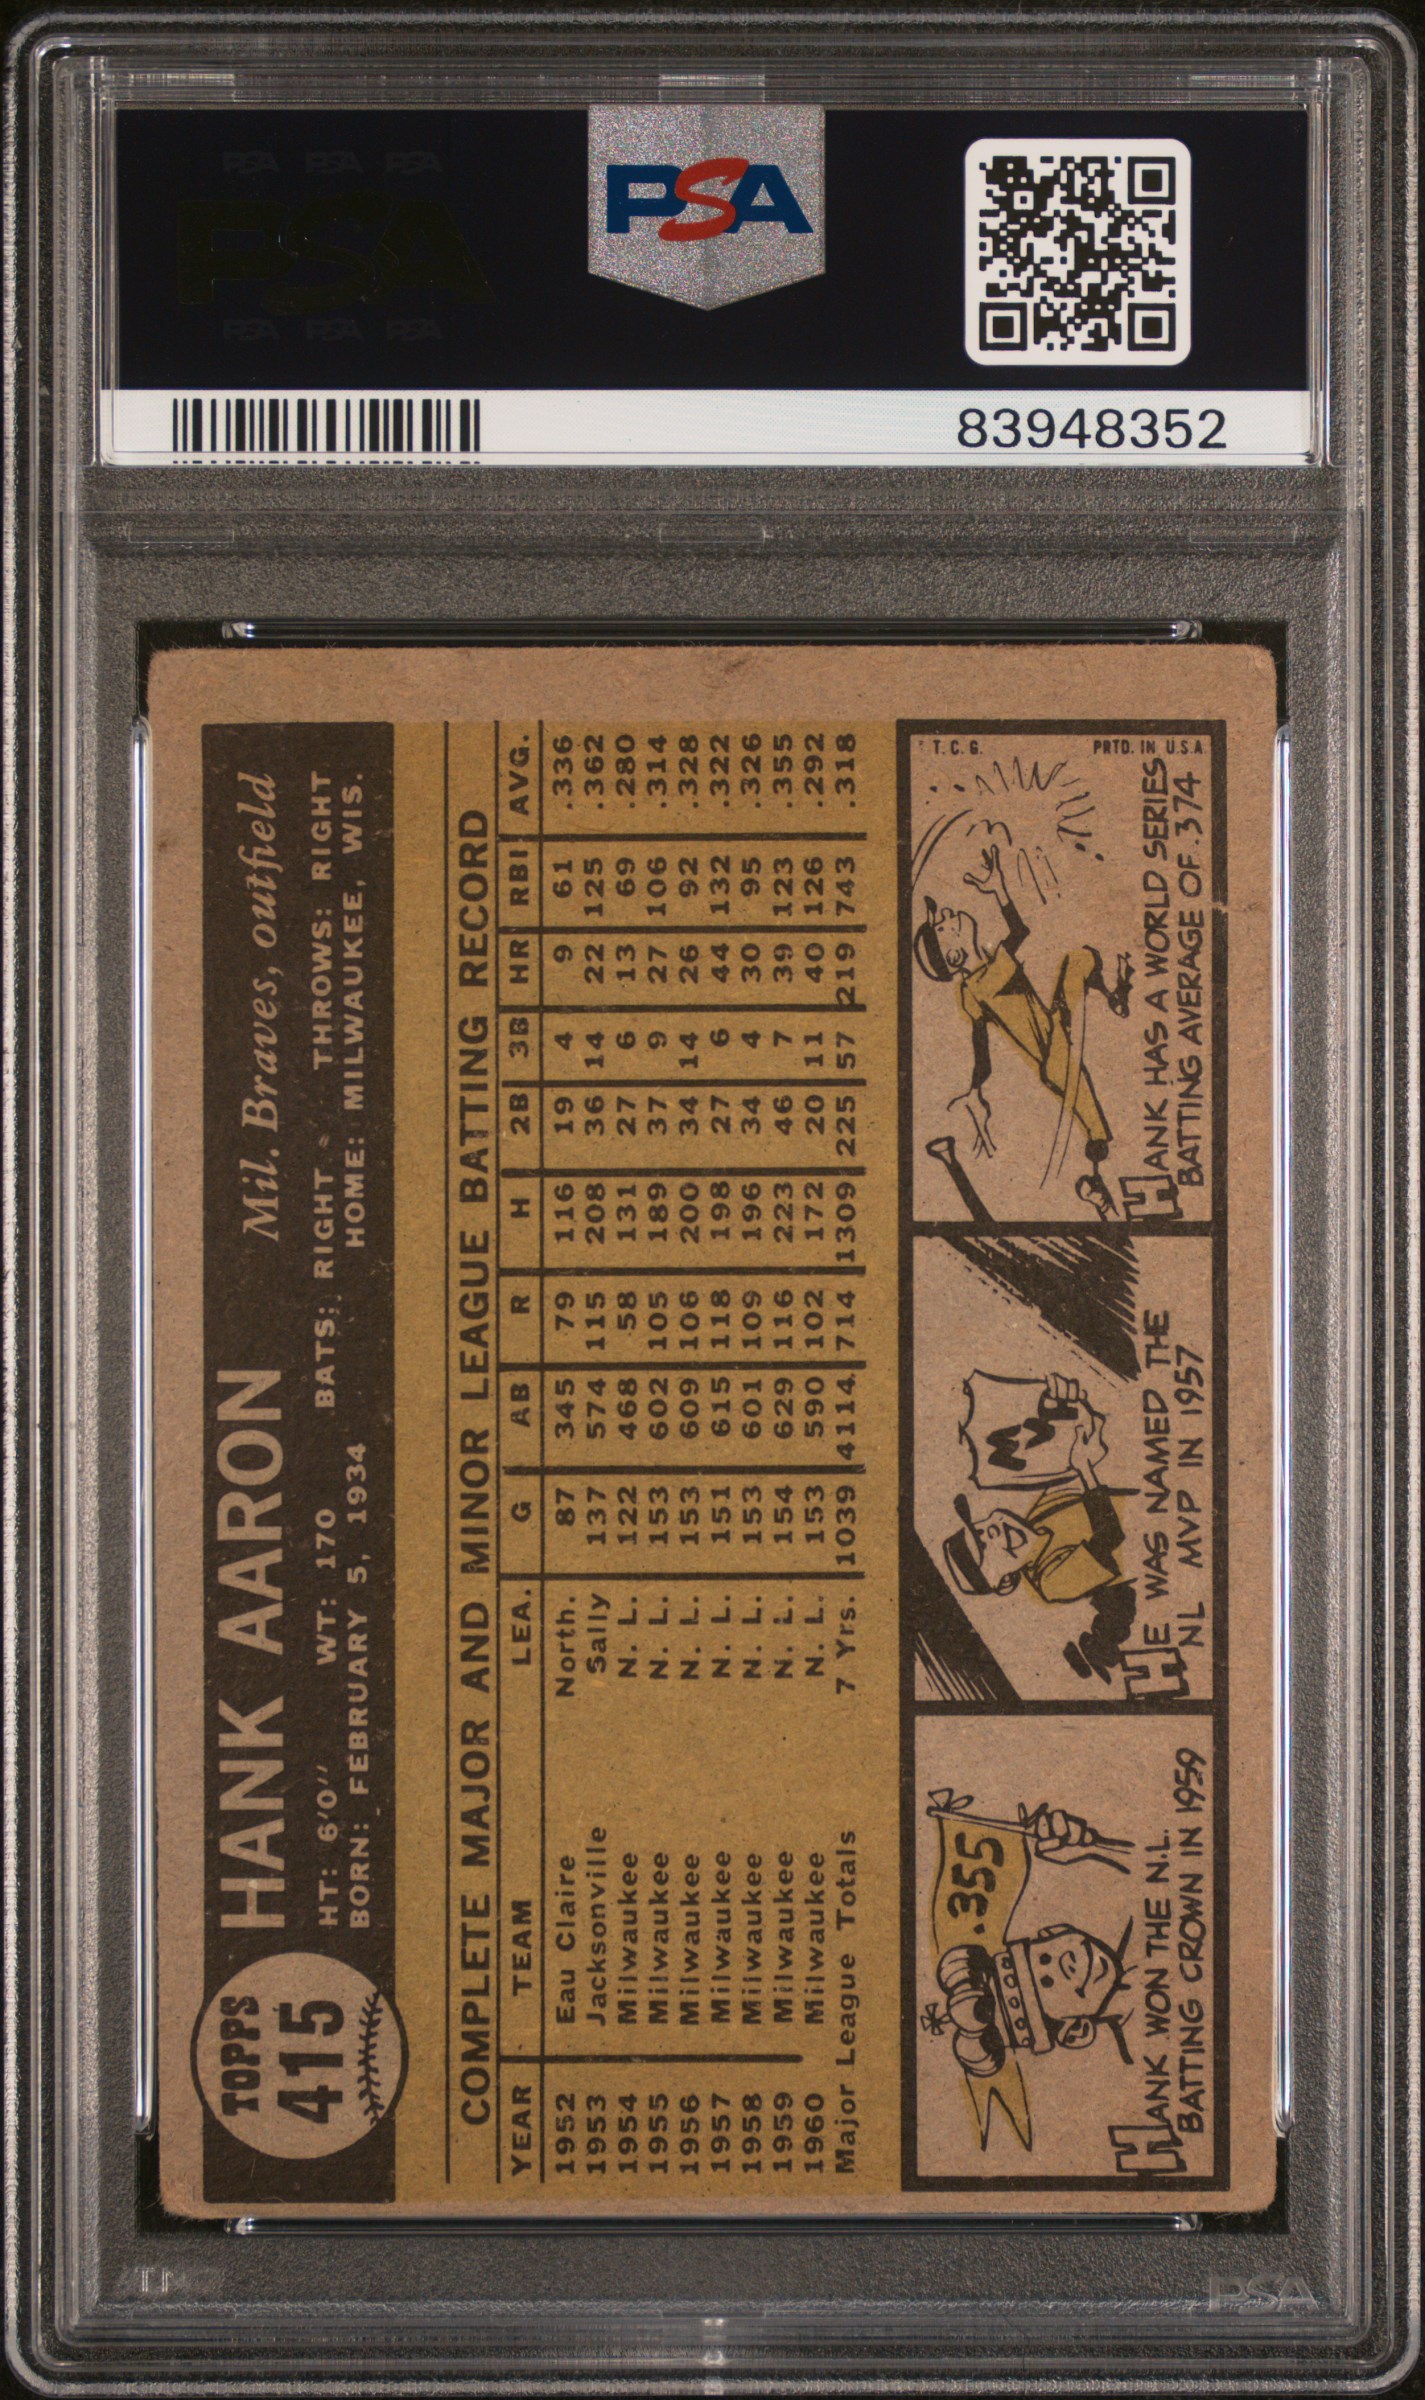 PSA PSA PSA
PSA
PSA PSA PSA
PSA
83948352
TOPPS
415
HANK AARON Mil. Braves, outfield
HT: 6'0" WT: 170 BATS: RIGHT THROWS: RIGHT
BORN: FEBRUARY 5, 1934 HOME: MILWAUKEE, WIS.
COMPLETE MAJOR AND MINOR LEAGUE BATTING RECORD
YEAR TEAM LEA. G AB R H 2B 3B HR RBI AVG.
1952 Eau Claire North. 87 345 79 116 19 4 9 61 .336
1953 Jacksonville Sally 137 574 115 208 36 14 22 125 .362
1954 Milwaukee N. L. 122 468 58 131 27 6 13 69 .280
1955 Milwaukee N. L. 153 602 105 189 37 9 27 106 .314
1956 Milwaukee N. L. 153 609 106 200 34 14 26 92 .328
1957 Milwaukee N. L. 151 615 118 198 27 6 44 132 .322
1958 Milwaukee N. L. 153 601 109 196 34 4 30 95 .326
1959 Milwaukee N. L. 154 629 116 223 46 7 39 123 .355
1960 Milwaukee N. L. 153 590 102 172 20 11 40 126 .292
Major League Totals 7 Yrs. 1039 4114 714 1309 225 57 219 743 .318
.355
HANK WON THE N.L.
BATTING CROWN IN 1959
MVP
HE WAS NAMED THE
NL MVP IN 1957
T.C.G.
PRTD. IN U.S.A
HANK HAS A WORLD SERIES
BATTING AVERAGE OF .374
PSA